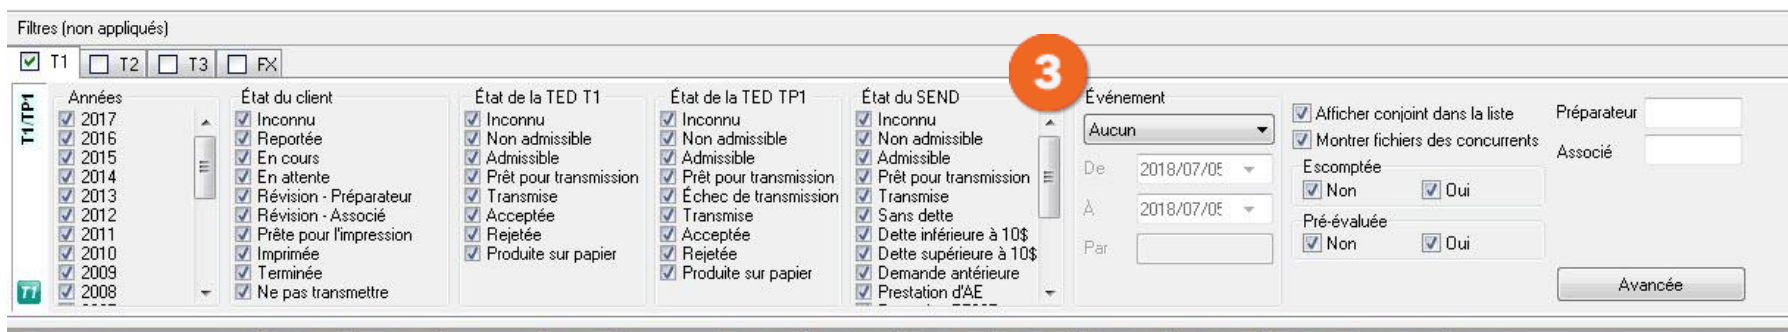 Filtres (non appliqués)
T1 T2 T3 FX
3
T1/TP1
T1
Années
2017
2016
2015
2014
2013
2012
2011
2010
2009
2008
État du client
Inconnu
Reportée
En cours
En attente
Révision - Préparateur
Révision - Associé
Prête pour l'impression
Imprimée
Terminée
Ne pas transmettre
État de la TED T1
Inconnu
Non admissible
Admissible
Prêt pour transmission
Transmise
Acceptée
Rejetée
Produite sur papier
État de la TED TP1
Inconnu
Non admissible
Admissible
Prêt pour transmission
Échec de transmission
Transmise
Acceptée
Rejetée
Produite sur papier
État du SEND
Inconnu
Non admissible
Admissible
Prêt pour transmission
Transmise
Sans dette
Dette inférieure à 10$
Dette supérieure à 10$
Demande antérieure
Prestation d'AE
Événement
Aucun
De 2018/07/05
À 2018/07/05
Par
Afficher conjoint dans la liste
Montrer fichiers des concurrents
Escomptée
Non Oui
Pré-évaluée
Non Oui
Préparateur
Associé
Avancée